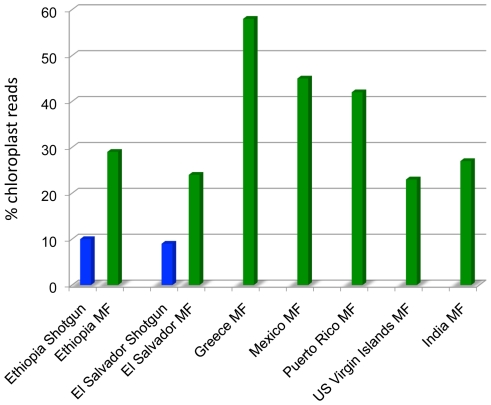 60
50
40
30
20
10
0
% chloroplast reads
Ethiopia Shotgun
Ethiopia MF
El Salvador Shotgun
El Salvador MF
Greece MF
Mexico MF
Puerto Rico MF
US Virgin Islands MF
India MF